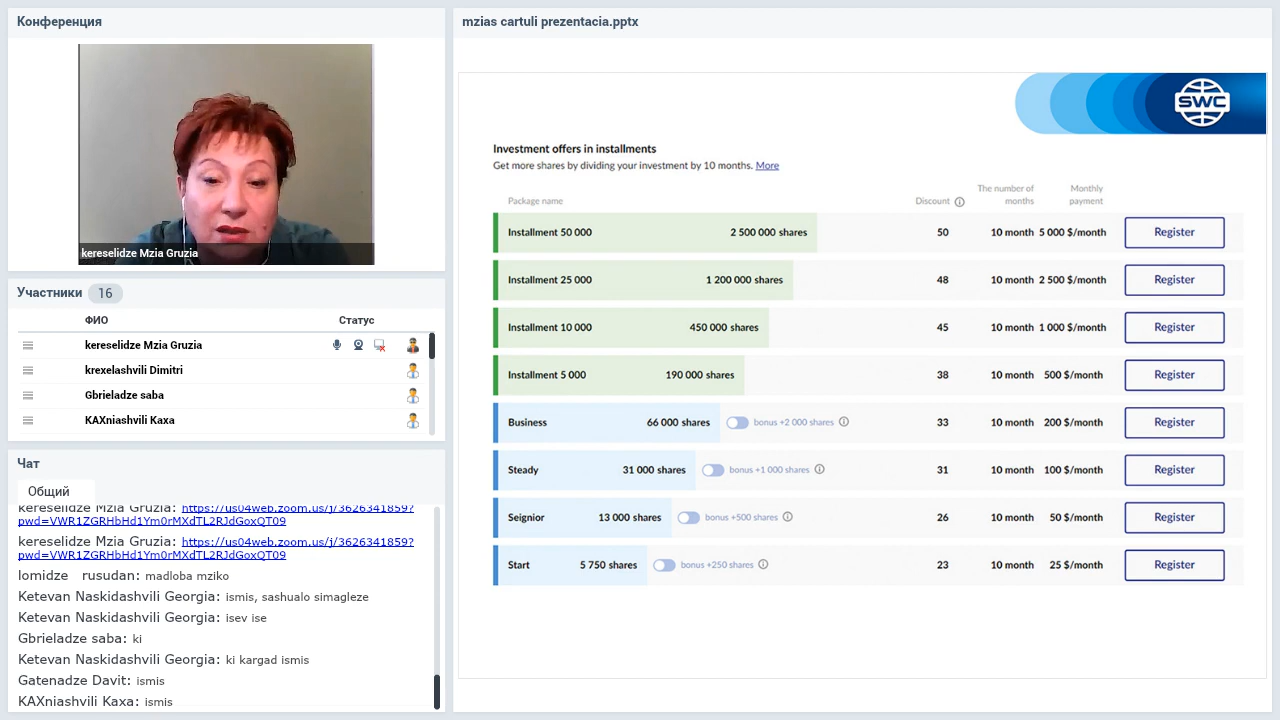 Конференция
kereselidze Mzia Gruzia
Участники 16
ФИО Статус
kereselidze Mzia Gruzia
krexelashvili Dimitri
Gbrieladze saba
KAXniashvili Kaxa
Чат
Общий
kereselidze Mzia Gruzia: https://us04web.zoom.us/j/3626341859?
pwd=VWR1ZGRHbHd1Ym0rMXdTL2RJdGoxQT09
kereselidze Mzia Gruzia: https://us04web.zoom.us/j/3626341859?
pwd=VWR1ZGRHbHd1Ym0rMXdTL2RJdGoxQT09
lomidze rusudan: madloba mziko
Ketevan Naskidashvili Georgia: ismis, sashualo simagleze
Ketevan Naskidashvili Georgia: isev ise
Gbrieladze saba: ki
Ketevan Naskidashvili Georgia: ki kargad ismis
Gatenadze Davit: ismis
KAXniashvili Kaxa: ismis
mzias cartuli prezentacia.pptx
SWC
Investment offers in installments
Get more shares by dividing your investment by 10 months. More
Package name Discount The number of months Monthly payment
Installment 50 000 2 500 000 shares 50 10 month 5 000 $/month Register
Installment 25 000 1 200 000 shares 48 10 month 2 500 $/month Register
Installment 10 000 450 000 shares 45 10 month 1 000 $/month Register
Installment 5 000 190 000 shares 38 10 month 500 $/month Register
Business 66 000 shares bonus +2 000 shares 33 10 month 200 $/month Register
Steady 31 000 shares bonus +1 000 shares 31 10 month 100 $/month Register
Seignior 13 000 shares bonus +500 shares 26 10 month 50 $/month Register
Start 5 750 shares bonus +250 shares 23 10 month 25 $/month Register